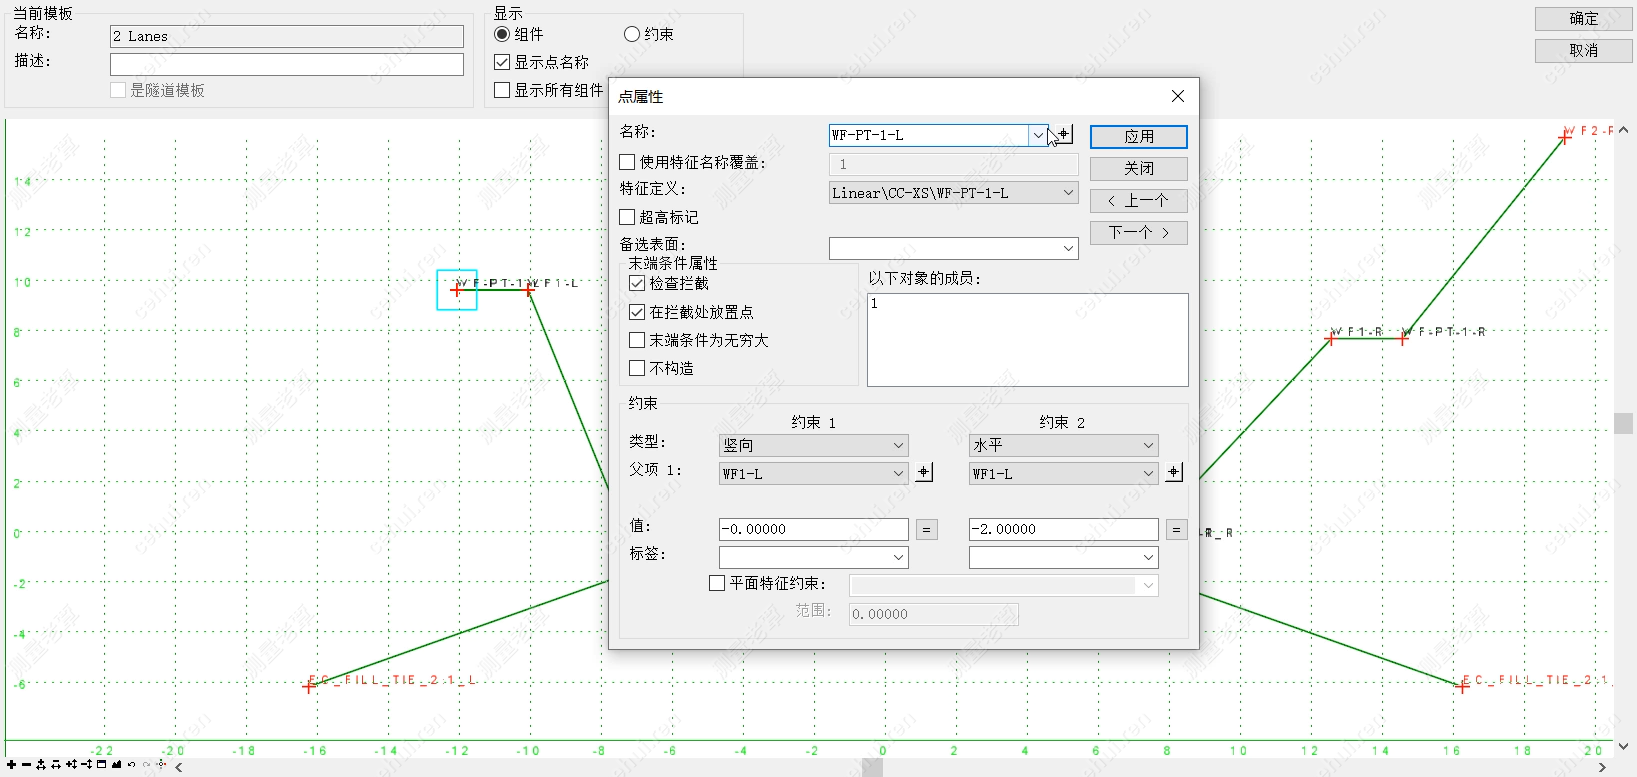 当前模板
名称:
2 Lanes
描述:
是隧道模板
显示
组件
约束
显示点名称
显示所有组件
确定
取消
点属性
名称:
WF-PT-1-L
应用
使用特征名称覆盖:
1
关闭
特征定义:
Linear\CC-XS\WF-PT-1-L
< 上一个
超高标记
下一个 >
备选表面:
末端条件属性
检查拦截
在拦截处放置点
末端条件为无穷大
不构造
以下对象的成员:
1
约束
约束 1
约束 2
类型:
竖向
水平
父项 1:
WF1-L
WF1-L
值:
-0.00000
=
-2.00000
=
标签:
平面特征约束:
范围:
0.00000
WF2-R
WF-PT-1
WF1-L
WF1-R
WF-PT-1-R
R_R
EC_FILL_TIE_2:1_L
EC_FILL_TIE_2:1_
14
12
10
8
6
4
2
0
-2
-4
-6
-22
-20
-18
-16
-14
-12
-10
-8
-6
-4
-2
0
2
4
6
8
10
12
14
16
18
20
cehui.ren
测量老翠